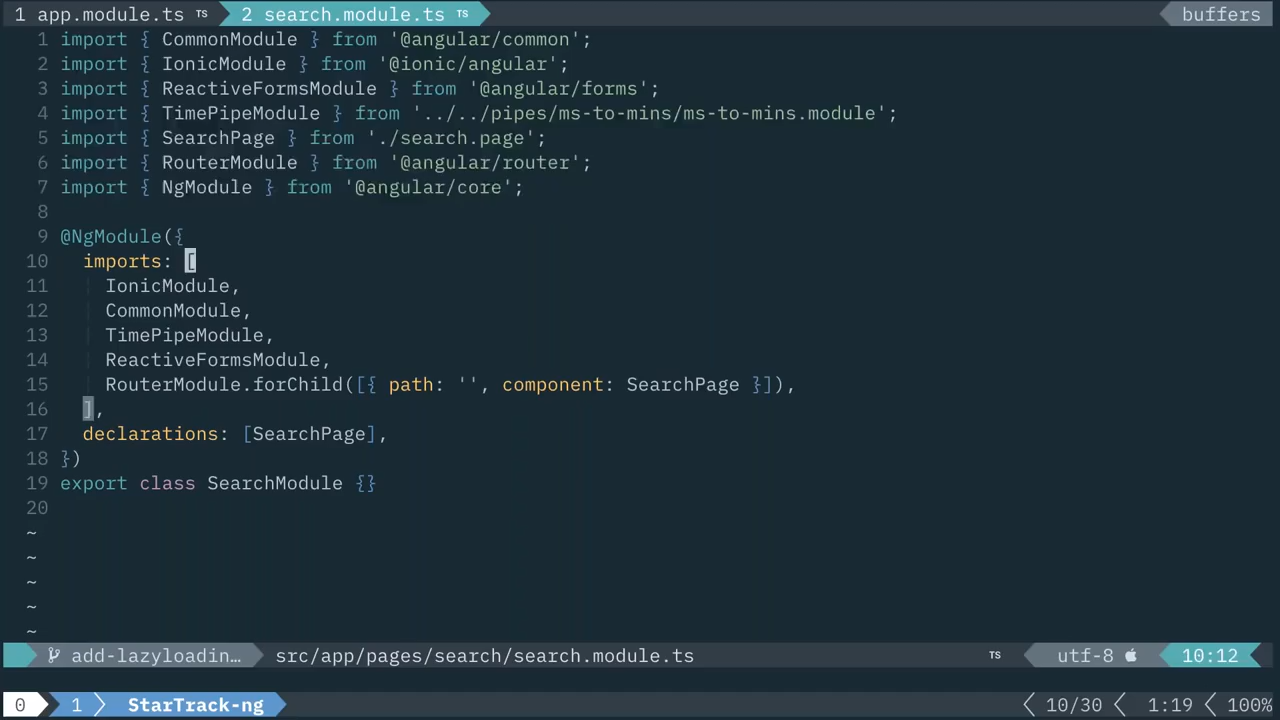 1 app.module.ts TS 2 search.module.ts TS buffers
1 import { CommonModule } from '@angular/common';
2 import { IonicModule } from '@ionic/angular';
3 import { ReactiveFormsModule } from '@angular/forms';
4 import { TimePipeModule } from '../../pipes/ms-to-mins/ms-to-mins.module';
5 import { SearchPage } from './search.page';
6 import { RouterModule } from '@angular/router';
7 import { NgModule } from '@angular/core';
8
9 @NgModule({
10   imports: [
11     IonicModule,
12     CommonModule,
13     TimePipeModule,
14     ReactiveFormsModule,
15     RouterModule.forChild([{ path: '', component: SearchPage }]),
16   ],
17   declarations: [SearchPage],
18 })
19 export class SearchModule {}
20
~
~
~
~
~
add-lazyloadin… src/app/pages/search/search.module.ts TS utf-8 10:12
0 1 StarTrack-ng 10/30 1:19 100%